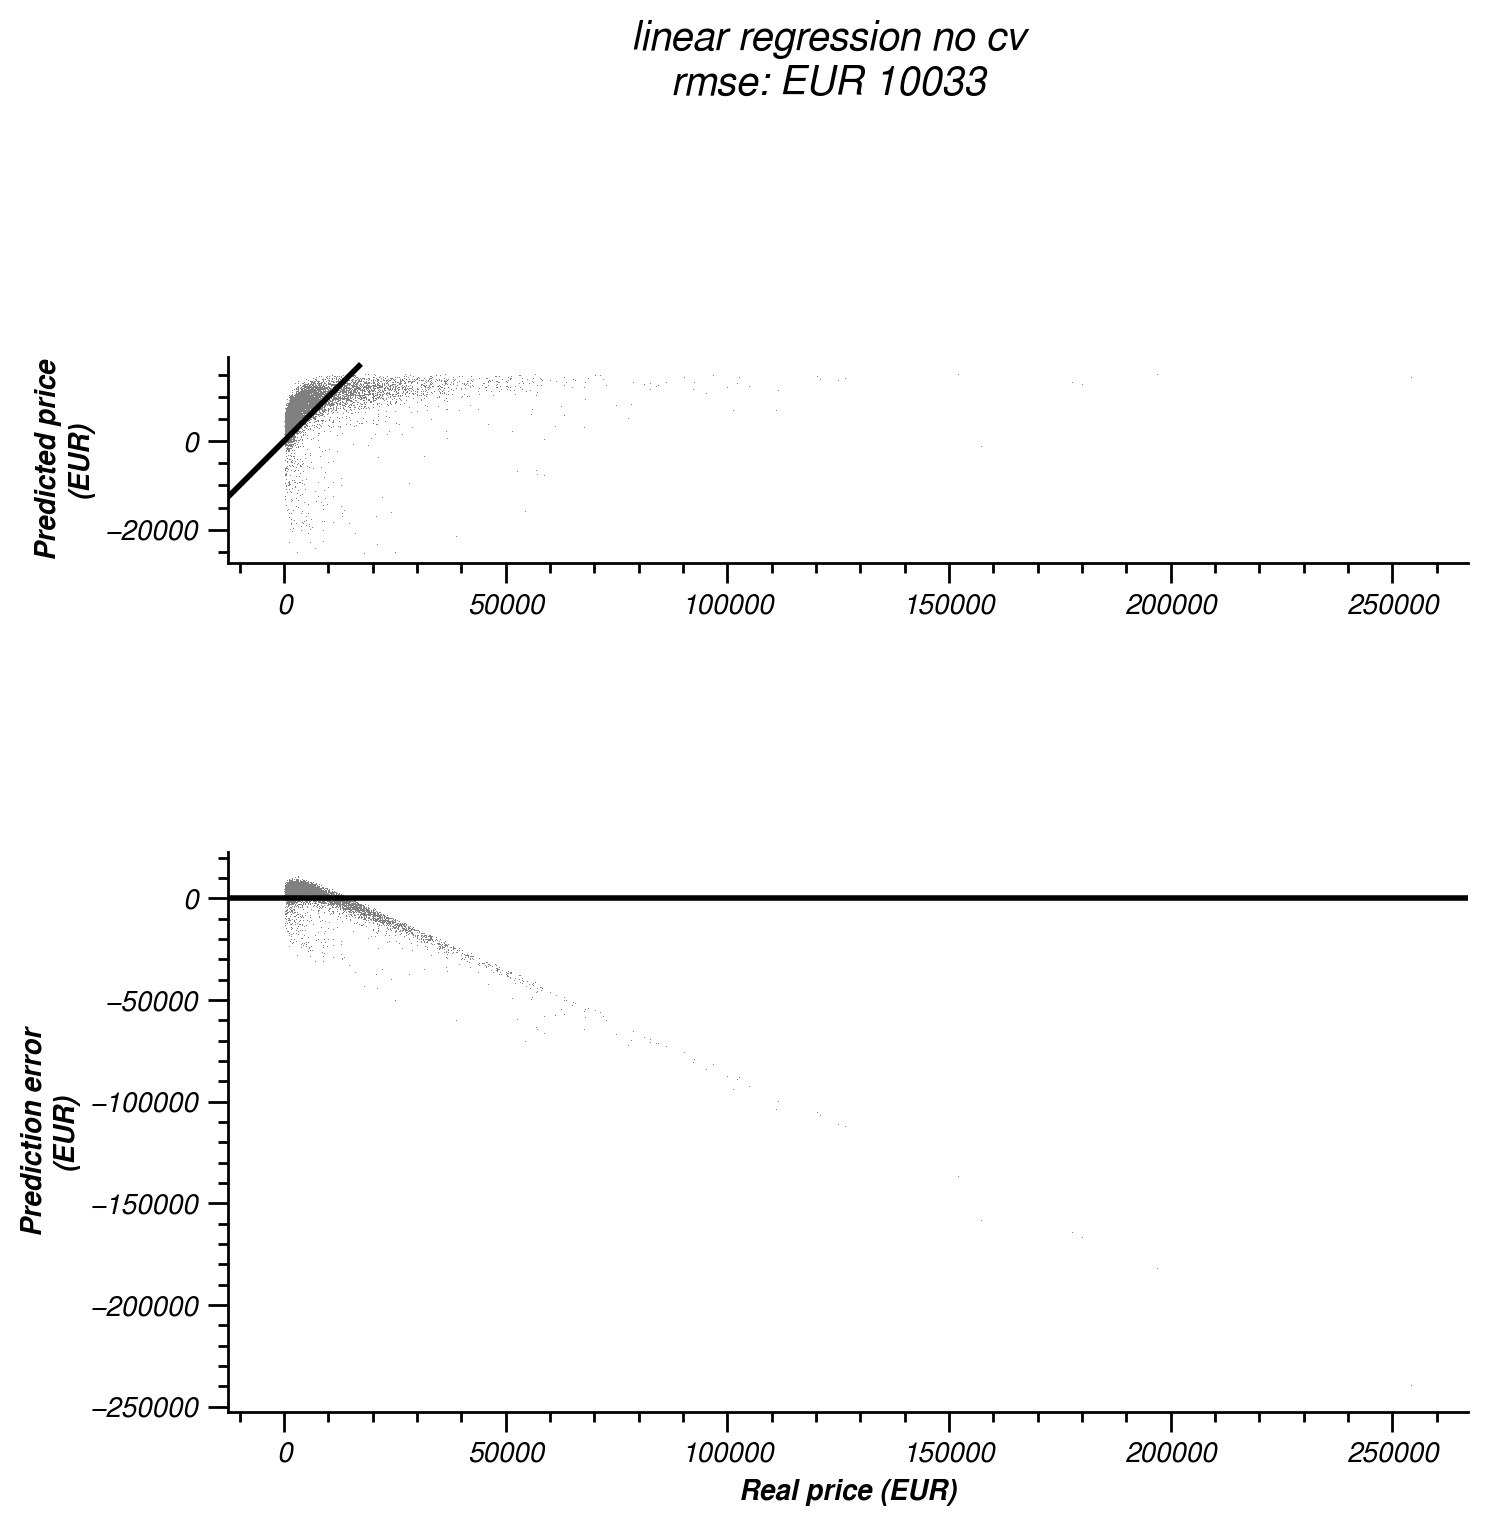 linear regression no cv
rmse: EUR 10033
Predicted price
(EUR)
0
−20000
0 50000 100000 150000 200000 250000
Prediction error
(EUR)
0
−50000
−100000
−150000
−200000
−250000
0 50000 100000 150000 200000 250000
Real price (EUR)